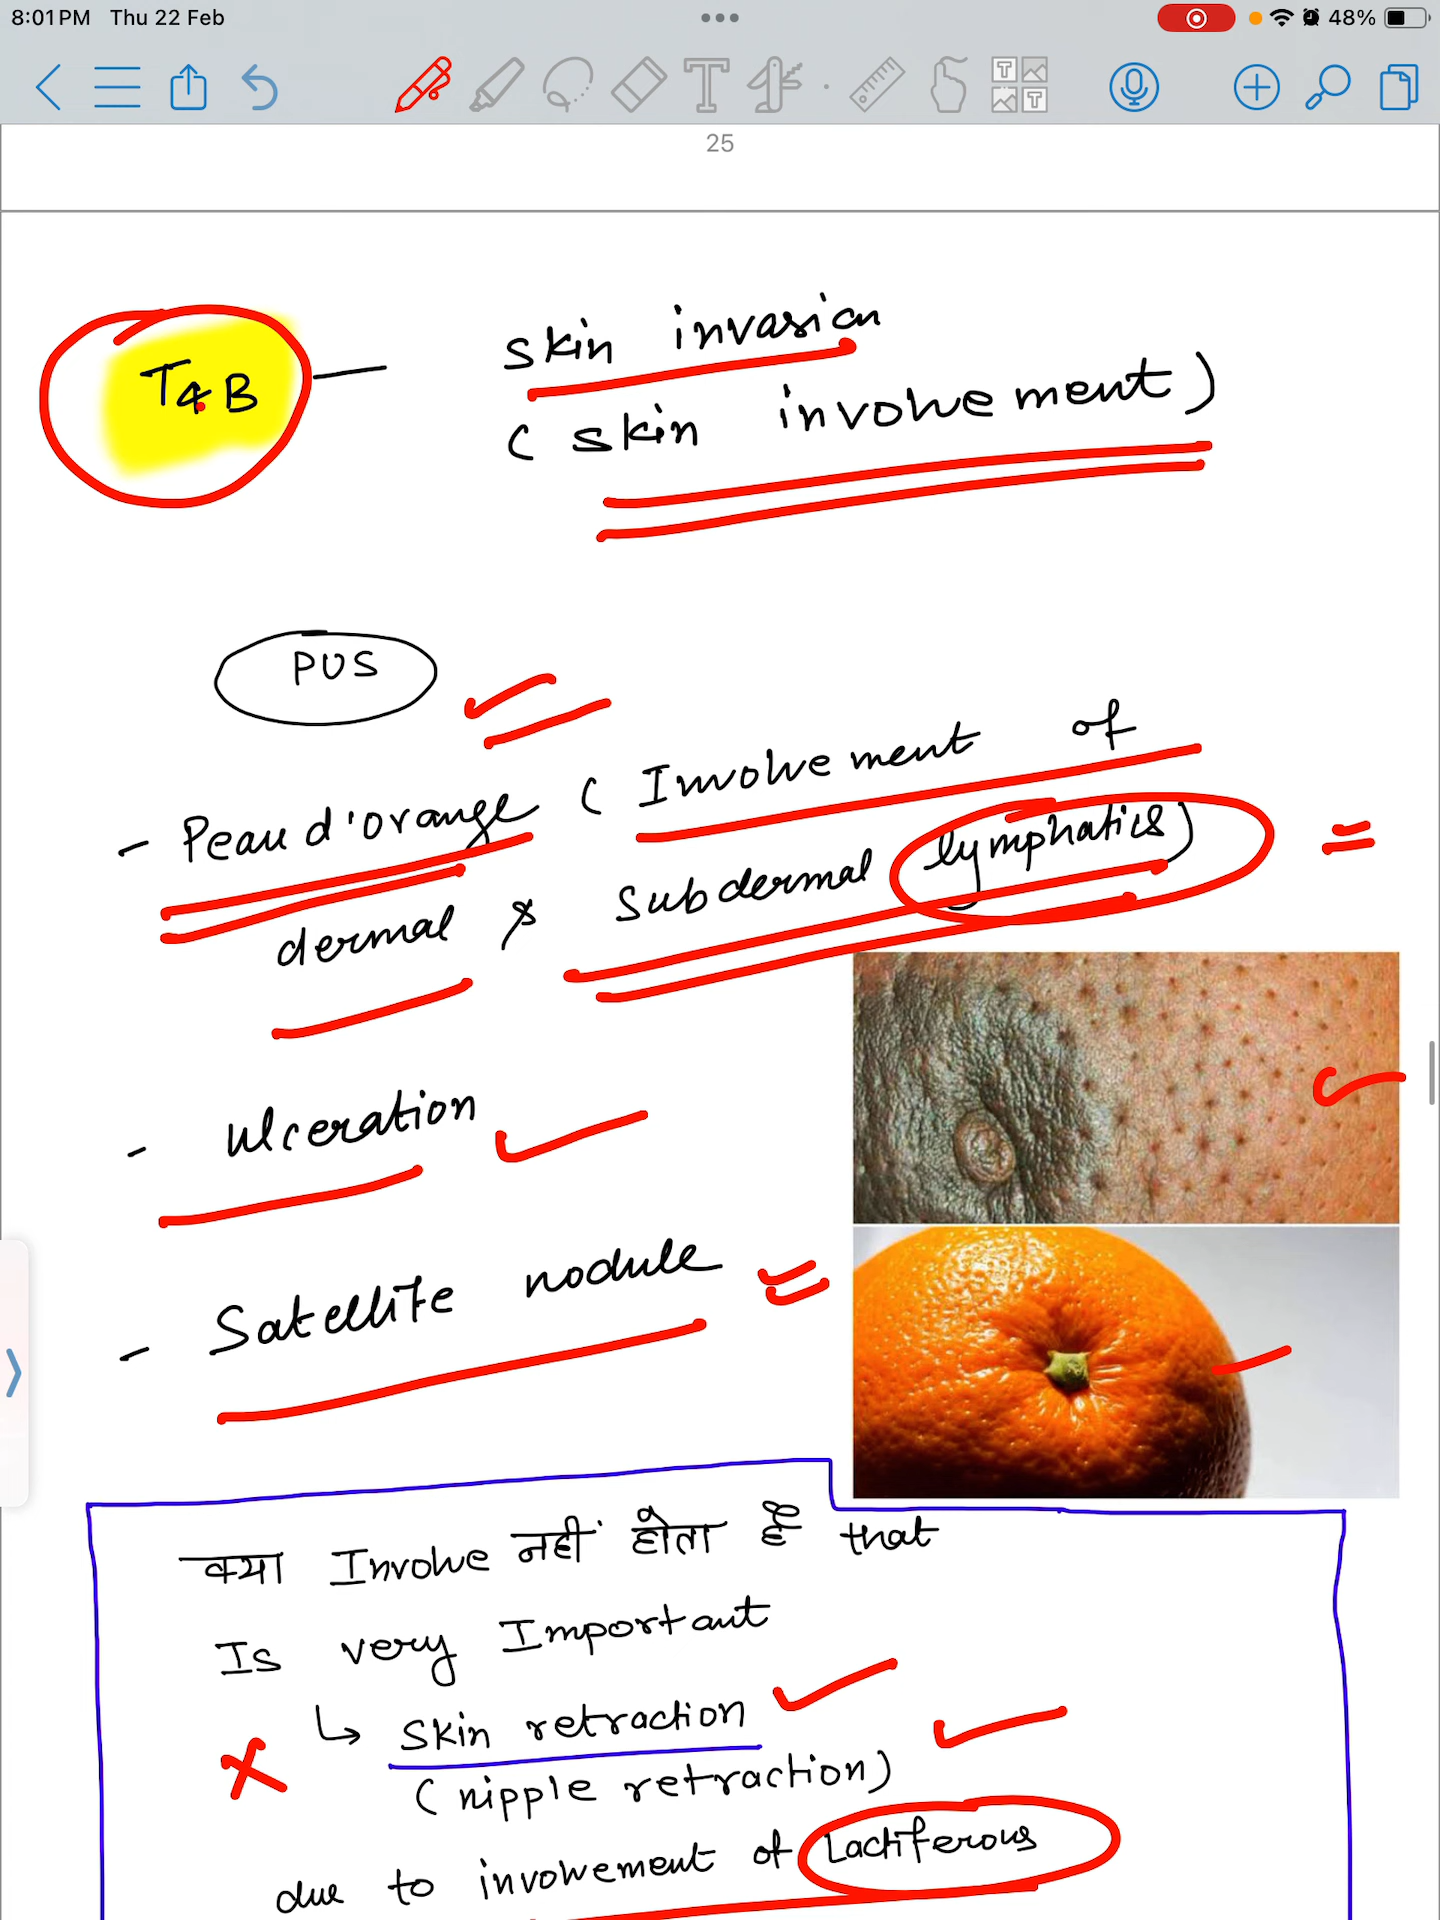 8:01 PM Thu 22 Feb
48%
T
T
T
25
T4B — skin invasion
(skin involvement)
PUS
- Peau d'orange (Involvement of
dermal & Subdermal lymphatics)
- ulceration
- Satellite nodule
क्या Involve नहीं होता है that
Is very Important
↳ Skin retraction
(nipple retraction)
due to involvement of Lactiferous